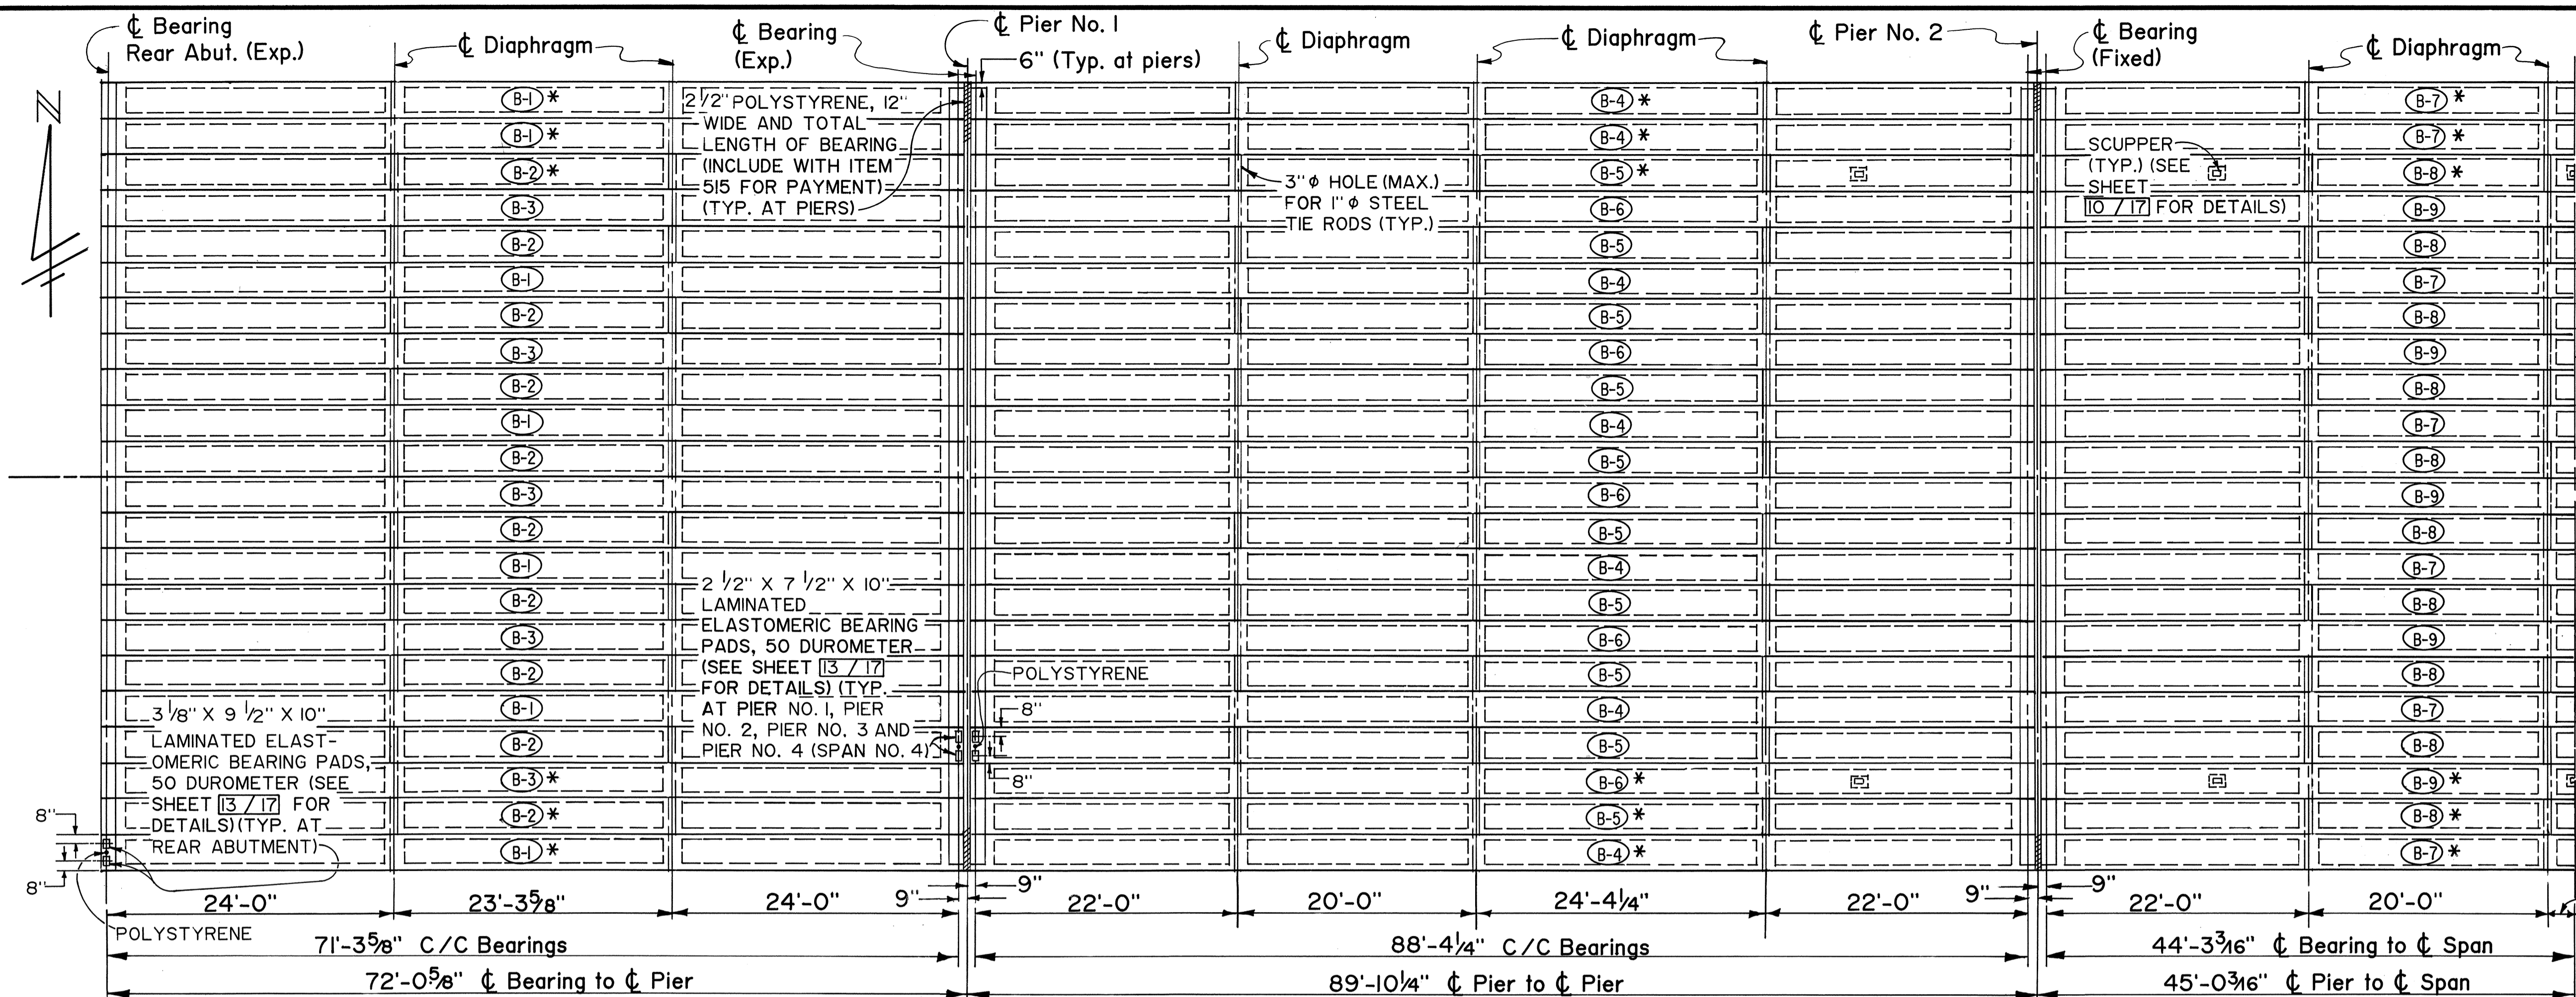 ℄ Bearing
Rear Abut. (Exp.)
℄ Diaphragm
℄ Bearing
(Exp.)
℄ Pier No. 1
6" (Typ. at piers)
℄ Diaphragm
℄ Diaphragm
℄ Pier No. 2
℄ Bearing
(Fixed)
℄ Diaphragm
N
B-1 *
B-1 *
B-2 *
B-3
B-2
B-1
B-2
B-3
B-2
B-1
B-2
B-3
B-2
B-1
B-2
B-3
B-2
B-1
B-2
B-3 *
B-2 *
B-1 *
2 1/2" POLYSTYRENE, 12"
WIDE AND TOTAL
LENGTH OF BEARING
(INCLUDE WITH ITEM
515 FOR PAYMENT)
(TYP. AT PIERS)
3" ϕ HOLE (MAX.)
FOR 1" ϕ STEEL
TIE RODS (TYP.)
B-4 *
B-4 *
B-5 *
B-6
B-5
B-4
B-5
B-6
B-5
B-4
B-5
B-6
B-5
B-4
B-5
B-6
B-5
B-4
B-5
B-6 *
B-5 *
B-4 *
SCUPPER
(TYP.) (SEE
SHEET
10 / 17 FOR DETAILS)
B-7 *
B-7 *
B-8 *
B-9
B-8
B-7
B-8
B-9
B-8
B-7
B-8
B-9
B-8
B-7
B-8
B-9
B-8
B-7
B-8
B-9 *
B-8 *
B-7 *
2 1/2" X 7 1/2" X 10"
LAMINATED
ELASTOMERIC BEARING
PADS, 50 DUROMETER
(SEE SHEET 13 / 17
FOR DETAILS) (TYP.
AT PIER NO. 1, PIER
NO. 2, PIER NO. 3 AND
PIER NO. 4 (SPAN NO. 4)
POLYSTYRENE
8"
8"
3 1/8" X 9 1/2" X 10"
LAMINATED ELAST-
OMERIC BEARING PADS,
50 DUROMETER (SEE
SHEET 13 / 17 FOR
DETAILS) (TYP. AT
REAR ABUTMENT)
8"
8"
POLYSTYRENE
24'-0" 23'-3 5/8" 24'-0" 9" 9" 22'-0" 20'-0" 24'-4 1/4" 22'-0" 9" 9" 22'-0" 20'-0"
71'-3 5/8" C/C Bearings 88'-4 1/4" C/C Bearings 44'-3 3/16" ℄ Bearing to ℄ Span
72'-0 5/8" ℄ Bearing to ℄ Pier 89'-10 1/4" ℄ Pier to ℄ Pier 45'-0 3/16" ℄ Pier to ℄ Span